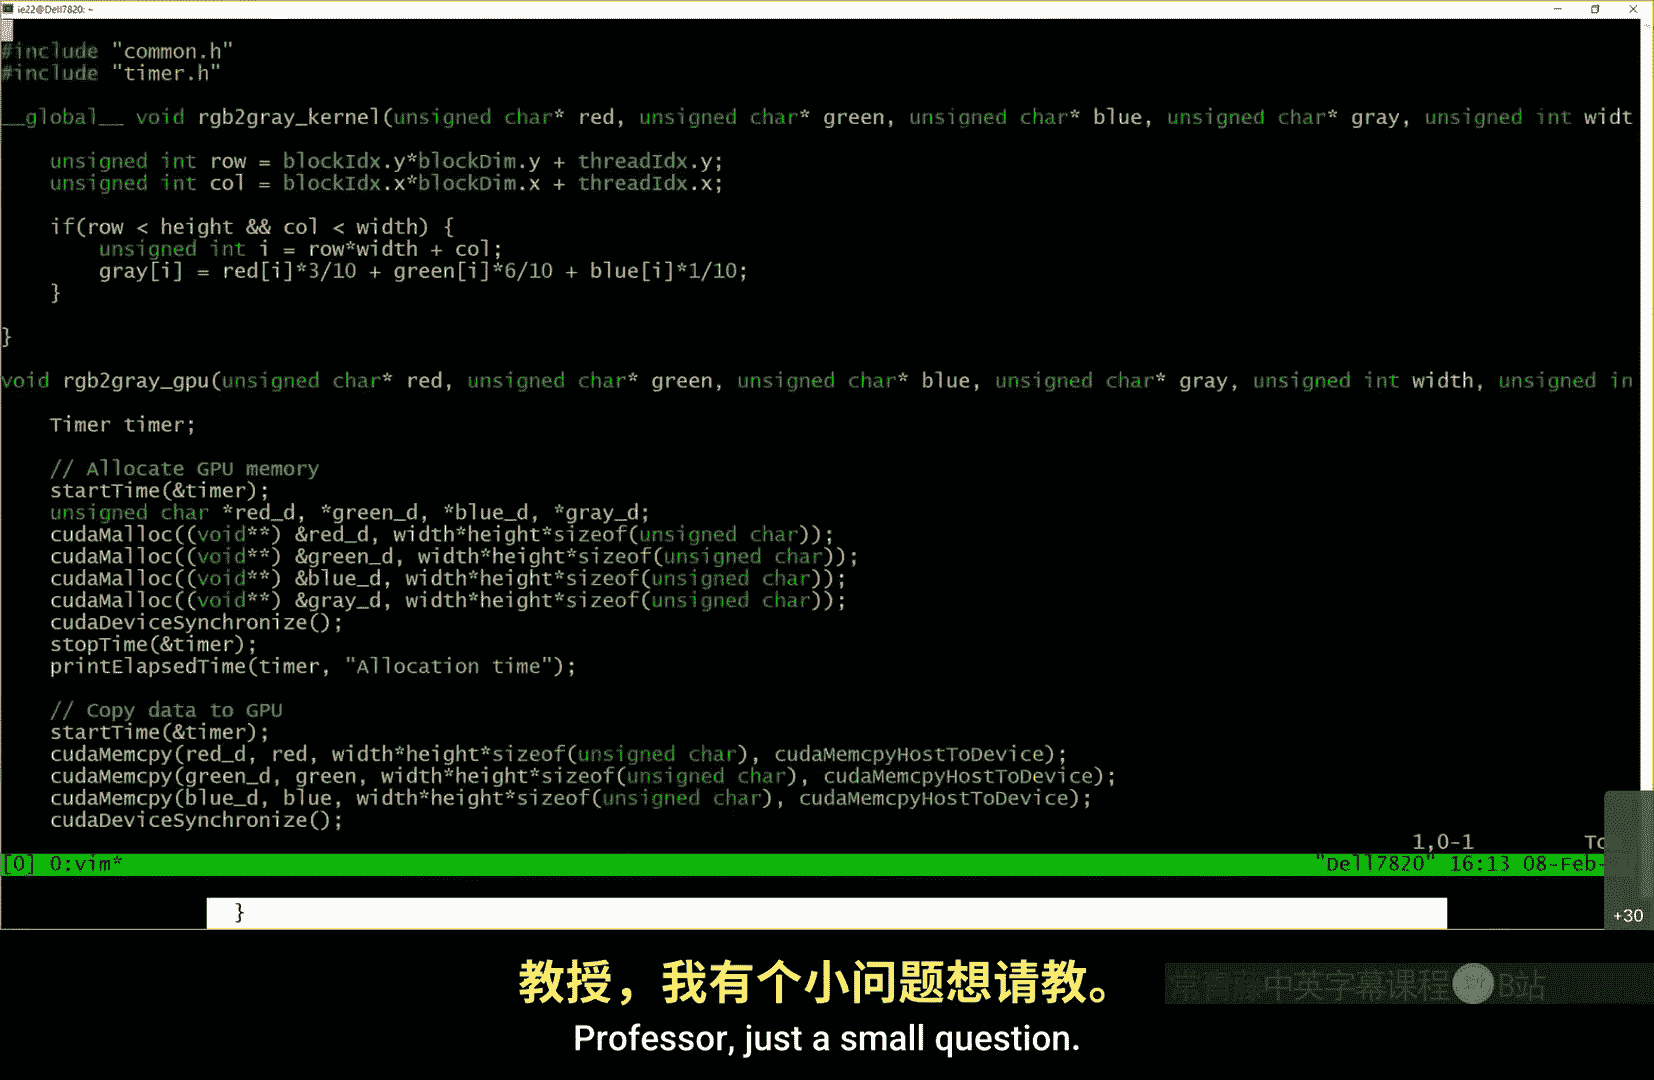 ie22@Dell7820: ~
#include "common.h"
#include "timer.h"
__global__ void rgb2gray_kernel(unsigned char* red, unsigned char* green, unsigned char* blue, unsigned char* gray, unsigned int widt
unsigned int row = blockIdx.y*blockDim.y + threadIdx.y;
unsigned int col = blockIdx.x*blockDim.x + threadIdx.x;
if(row < height && col < width) {
unsigned int i = row*width + col;
gray[i] = red[i]*3/10 + green[i]*6/10 + blue[i]*1/10;
}
}
void rgb2gray_gpu(unsigned char* red, unsigned char* green, unsigned char* blue, unsigned char* gray, unsigned int width, unsigned in
Timer timer;
// Allocate GPU memory
startTime(&timer);
unsigned char *red_d, *green_d, *blue_d, *gray_d;
cudaMalloc((void**) &red_d, width*height*sizeof(unsigned char));
cudaMalloc((void**) &green_d, width*height*sizeof(unsigned char));
cudaMalloc((void**) &blue_d, width*height*sizeof(unsigned char));
cudaMalloc((void**) &gray_d, width*height*sizeof(unsigned char));
cudaDeviceSynchronize();
stopTime(&timer);
printElapsedTime(timer, "Allocation time");
// Copy data to GPU
startTime(&timer);
cudaMemcpy(red_d, red, width*height*sizeof(unsigned char), cudaMemcpyHostToDevice);
cudaMemcpy(green_d, green, width*height*sizeof(unsigned char), cudaMemcpyHostToDevice);
cudaMemcpy(blue_d, blue, width*height*sizeof(unsigned char), cudaMemcpyHostToDevice);
cudaDeviceSynchronize();
1,0-1 To
[0] 0:vim* "Dell7820" 16:13 08-Feb-
}
+30
教授，我有个小问题想请教。
中英字幕课程 B站
Professor, just a small question.